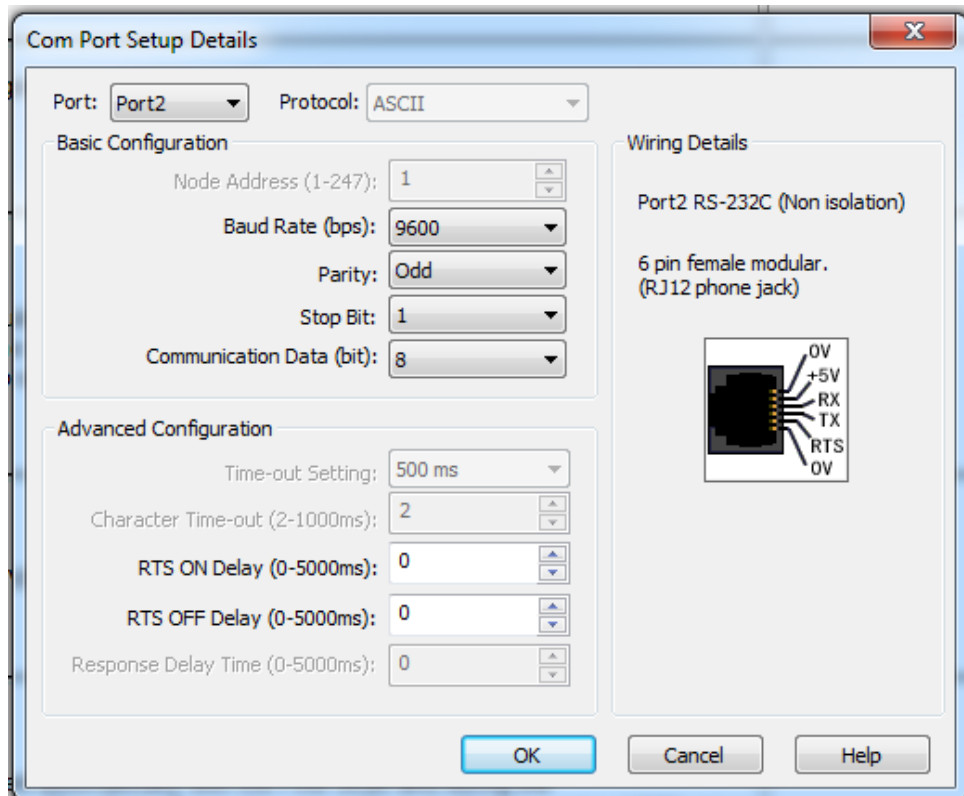 Com Port Setup Details
Port: Port2 Protocol: ASCII
Basic Configuration
Node Address (1-247): 1
Baud Rate (bps): 9600
Parity: Odd
Stop Bit: 1
Communication Data (bit): 8
Advanced Configuration
Time-out Setting: 500 ms
Character Time-out (2-1000ms): 2
RTS ON Delay (0-5000ms): 0
RTS OFF Delay (0-5000ms): 0
Response Delay Time (0-5000ms): 0
Wiring Details
Port2 RS-232C (Non isolation)
6 pin female modular.
(RJ12 phone jack)
0V
+5V
RX
TX
RTS
0V
OK Cancel Help